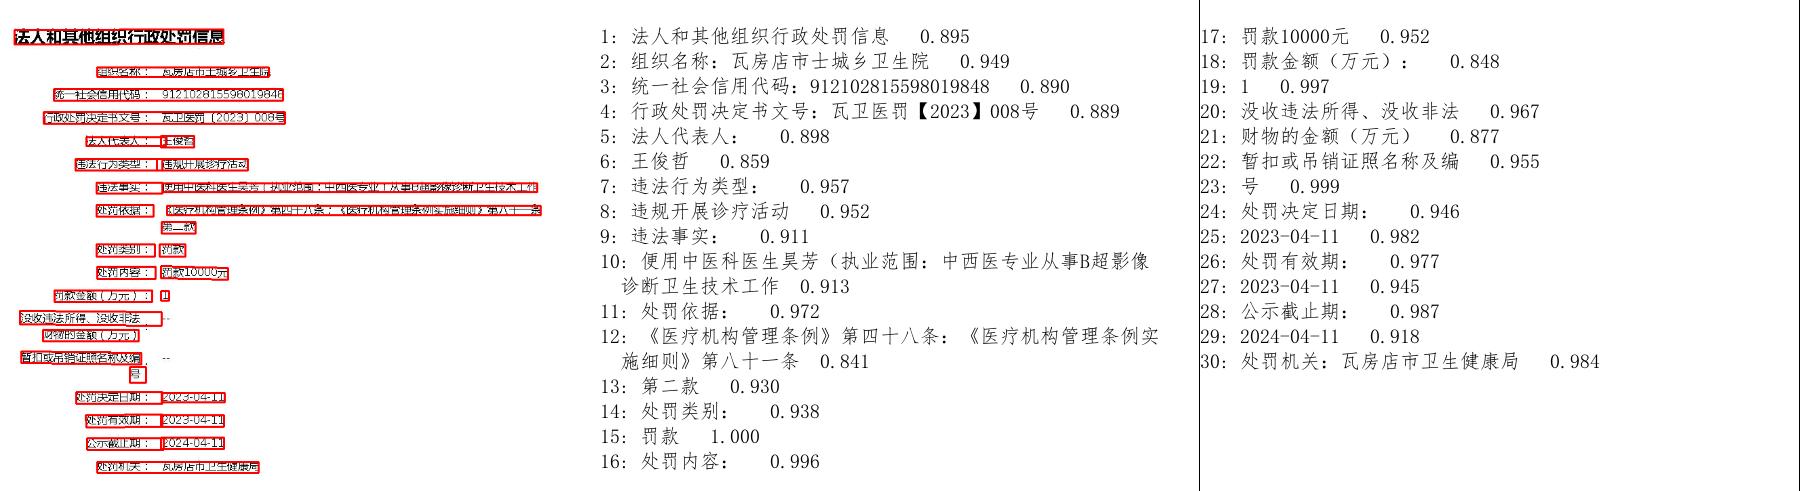 法人和其他组织行政处罚信息
组织名称： 瓦房店市士城乡卫生院
统一社会信用代码： 912102815598019848
行政处罚决定书文号： 瓦卫医罚〔2023〕008号
法人代表人： 王俊哲
违法行为类型： 违规开展诊疗活动
违法事实： 使用中医科医生吴芳（执业范围：中西医专业）从事B超影像诊断卫生技术工作
处罚依据： 《医疗机构管理条例》第四十八条；《医疗机构管理条例实施细则》第八十一条
第二款
处罚类别： 罚款
处罚内容： 罚款10000元
罚款金额（万元）： 1
没收违法所得、没收非法 --
财物的金额（万元）：
暂扣或吊销证照名称及编 --
号：
处罚决定日期： 2023-04-11
处罚有效期： 2023-04-11
公示截止期： 2024-04-11
处罚机关： 瓦房店市卫生健康局
1: 法人和其他组织行政处罚信息 0.895
2: 组织名称：瓦房店市士城乡卫生院 0.949
3: 统一社会信用代码：912102815598019848 0.890
4: 行政处罚决定书文号：瓦卫医罚【2023】008号 0.889
5: 法人代表人： 0.898
6: 王俊哲 0.859
7: 违法行为类型： 0.957
8: 违规开展诊疗活动 0.952
9: 违法事实： 0.911
10: 便用中医科医生昊芳（执业范围：中西医专业从事B超影像
诊断卫生技术工作 0.913
11: 处罚依据： 0.972
12: 《医疗机构管理条例》第四十八条：《医疗机构管理条例实
施细则》第八十一条 0.841
13: 第二款 0.930
14: 处罚类别： 0.938
15: 罚款 1.000
16: 处罚内容： 0.996
17: 罚款10000元 0.952
18: 罚款金额（万元）： 0.848
19: 1 0.997
20: 没收违法所得、没收非法 0.967
21: 财物的金额（万元） 0.877
22: 暂扣或吊销证照名称及编 0.955
23: 号 0.999
24: 处罚决定日期： 0.946
25: 2023-04-11 0.982
26: 处罚有效期： 0.977
27: 2023-04-11 0.945
28: 公示截止期： 0.987
29: 2024-04-11 0.918
30: 处罚机关：瓦房店市卫生健康局 0.984